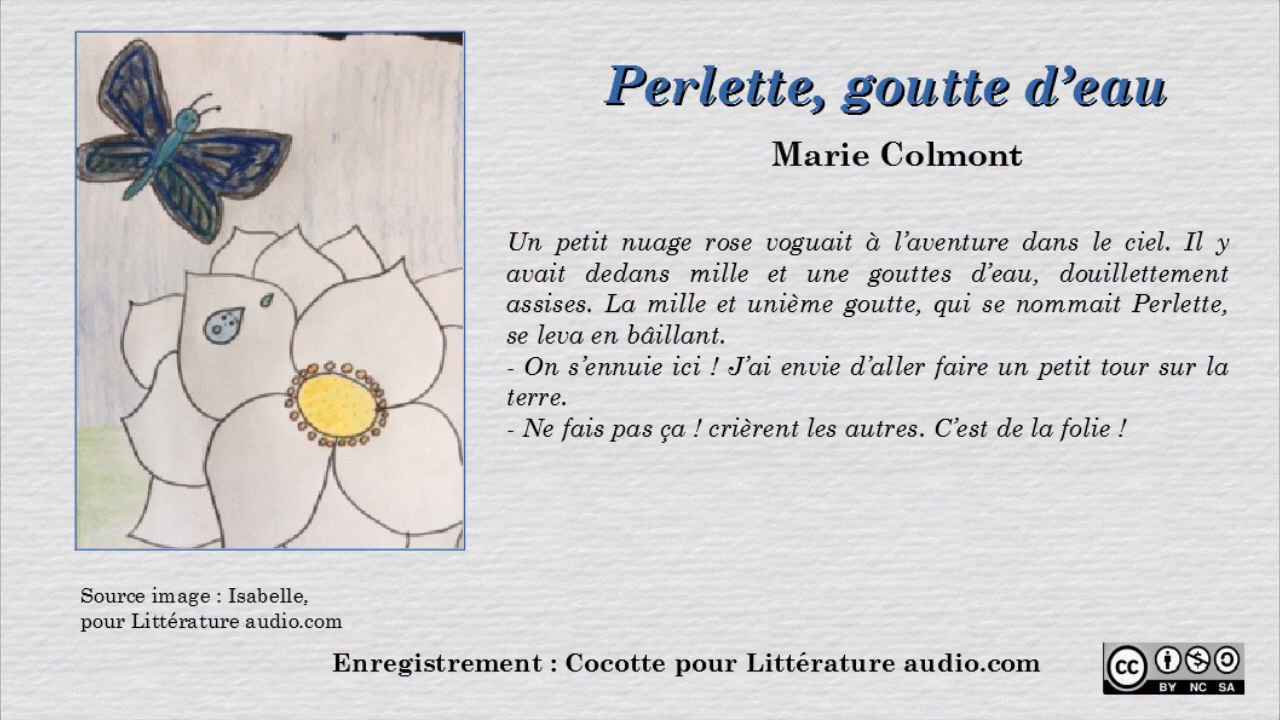 Perlette, goutte d’eau
Marie Colmont
Un petit nuage rose voguait à l’aventure dans le ciel. Il y
avait dedans mille et une gouttes d’eau, douillettement
assises. La mille et unième goutte, qui se nommait Perlette,
se leva en bâillant.
- On s’ennuie ici ! J’ai envie d’aller faire un petit tour sur la
terre.
- Ne fais pas ça ! crièrent les autres. C’est de la folie !
Source image : Isabelle,
pour Littérature audio.com
Enregistrement : Cocotte pour Littérature audio.com
cc
BY NC SA